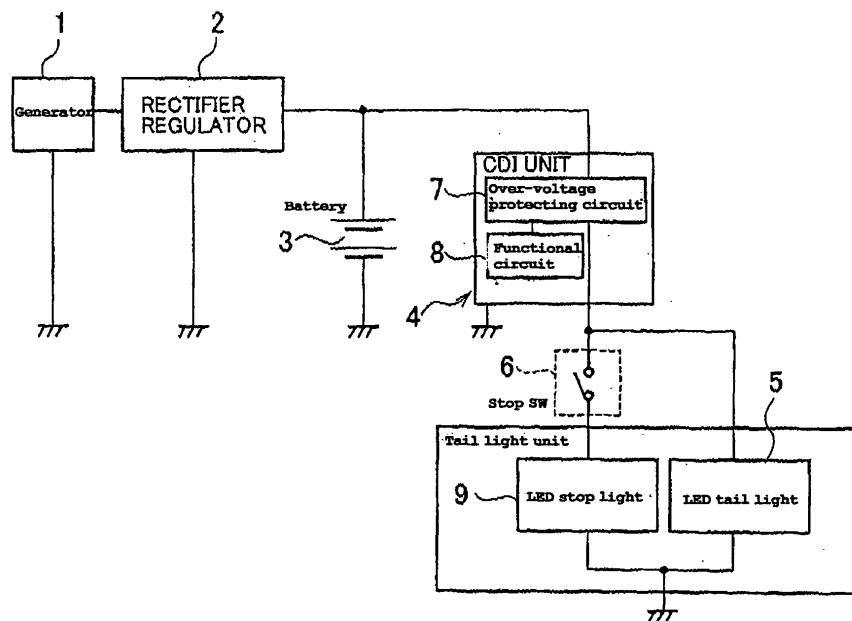 1
2
Generator
RECTIFIER
REGULATOR
CDI UNIT
7
Over-voltage
protecting circuit
Battery
3
8
Functional
circuit
4
6
Stop SW
5
Tail light unit
9
LED stop light
LED tail light